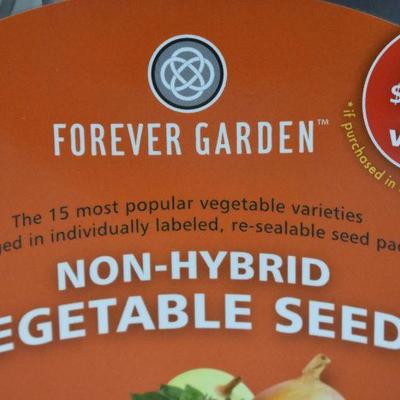 FOREVER GARDEN™
The 15 most popular vegetable varieties
in individually labeled, re-sealable seed
NON-HYBRID
EGETABLE SEED
$
*if purchased in